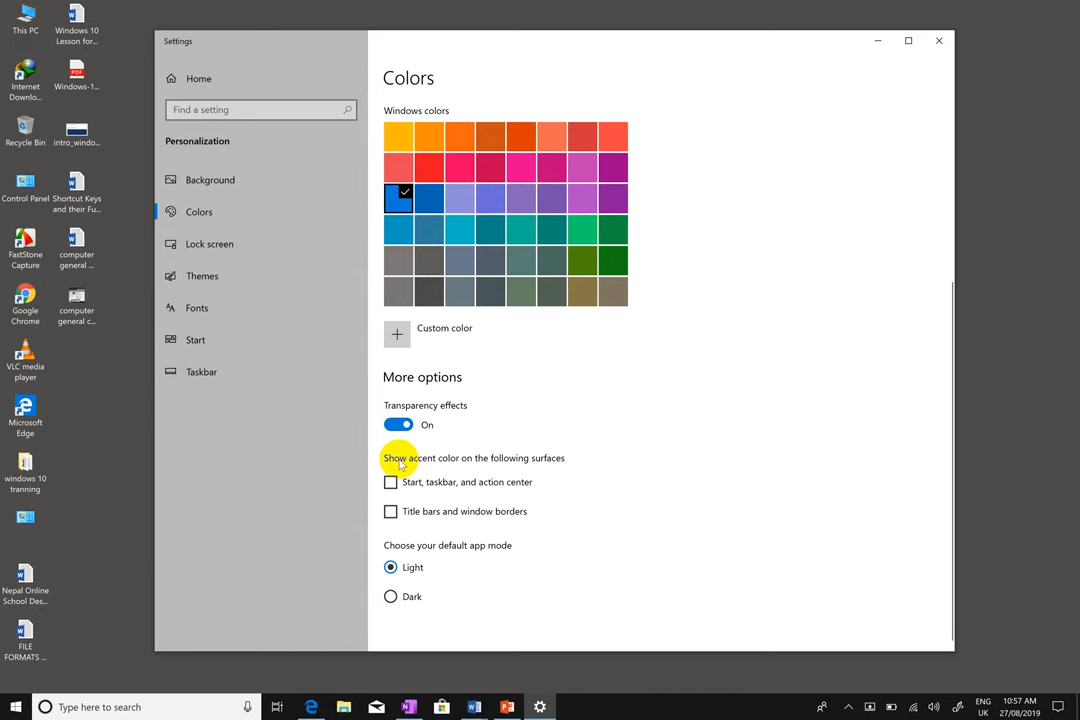 This PC
Windows 10
Lesson for...
Internet
Downlo...
Windows-1...
Recycle Bin
intro_windo...
Control Panel
Shortcut Keys
and their Fu...
FastStone
Capture
computer
general ...
Google
Chrome
computer
general c...
VLC media
player
Microsoft
Edge
windows 10
tranning
Nepal Online
School Des...
FILE
FORMATS ...
Settings
Home
Find a setting
Personalization
Background
Colors
Lock screen
Themes
Fonts
Start
Taskbar
Colors
Windows colors
Custom color
More options
Transparency effects
On
Show accent color on the following surfaces
Start, taskbar, and action center
Title bars and window borders
Choose your default app mode
Light
Dark
Type here to search
ENG
UK
10:57 AM
27/08/2019